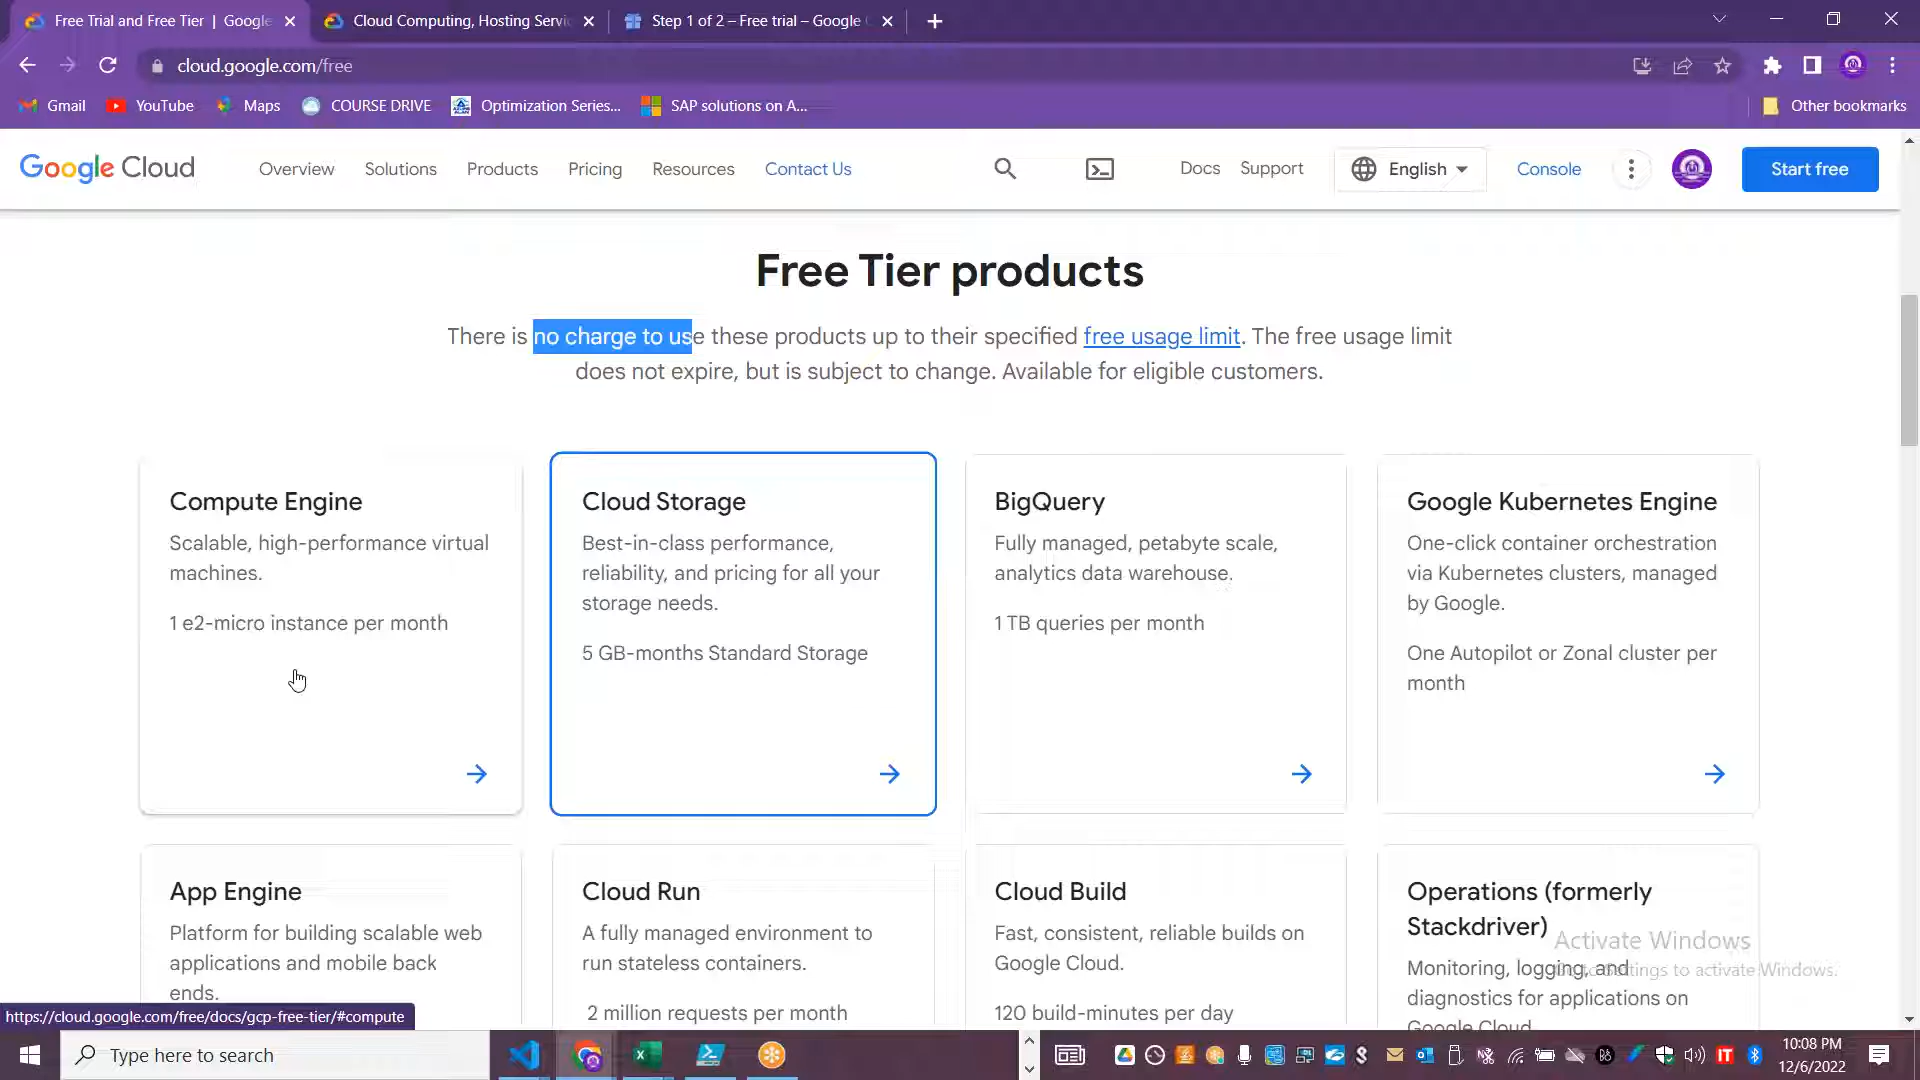 Free Trial and Free Tier | Google
Cloud Computing, Hosting Servi
Step 1 of 2 – Free trial – Google
cloud.google.com/free
Gmail
YouTube
Maps
COURSE DRIVE
Optimization Series...
SAP solutions on A...
Other bookmarks
Google Cloud
Overview
Solutions
Products
Pricing
Resources
Contact Us
Docs
Support
English
Console
Start free
Free Tier products
There is no charge to use these products up to their specified free usage limit. The free usage limit
does not expire, but is subject to change. Available for eligible customers.
Compute Engine
Scalable, high-performance virtual
machines.
1 e2-micro instance per month
Cloud Storage
Best-in-class performance,
reliability, and pricing for all your
storage needs.
5 GB-months Standard Storage
BigQuery
Fully managed, petabyte scale,
analytics data warehouse.
1 TB queries per month
Google Kubernetes Engine
One-click container orchestration
via Kubernetes clusters, managed
by Google.
One Autopilot or Zonal cluster per
month
App Engine
Platform for building scalable web
applications and mobile back
ends.
Cloud Run
A fully managed environment to
run stateless containers.
2 million requests per month
Cloud Build
Fast, consistent, reliable builds on
Google Cloud.
120 build-minutes per day
Operations (formerly
Stackdriver)
Monitoring, logging, and
diagnostics for applications on
Google Cloud.
Activate Windows
Go to Settings to activate Windows.
https://cloud.google.com/free/docs/gcp-free-tier/#compute
Type here to search
10:08 PM
12/6/2022